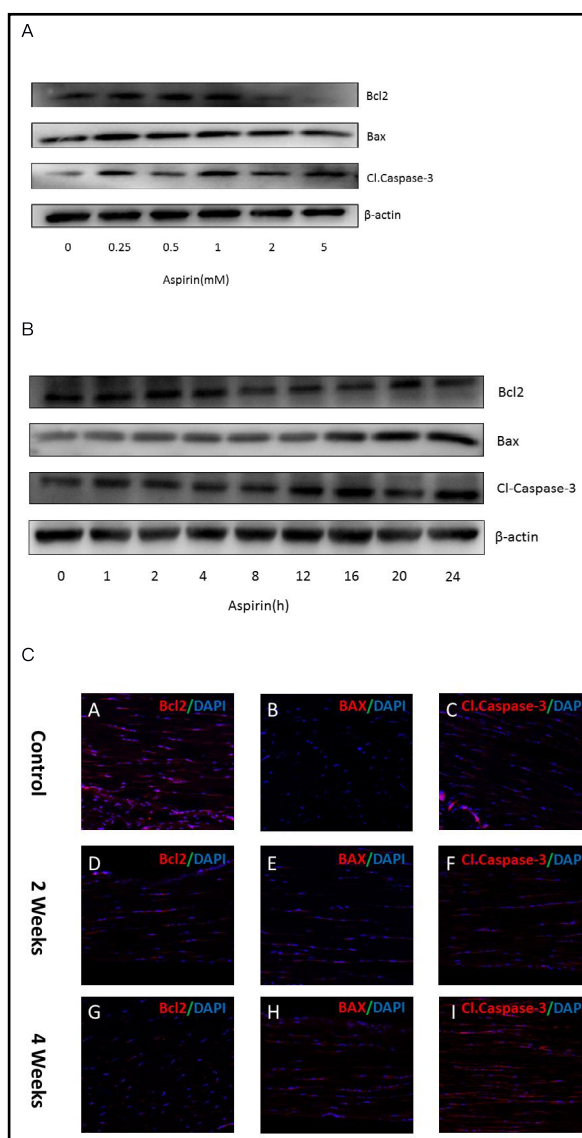 A
Bcl2
Bax
Cl.Caspase-3
β-actin
0 0.25 0.5 1 2 5
Aspirin(mM)
B
Bcl2
Bax
Cl-Caspase-3
β-actin
0 1 2 4 8 12 16 20 24
Aspirin(h)
C
Control
A Bcl2/DAPI
B BAX/DAPI
C Cl.Caspase-3/DAP
2 Weeks
D Bcl2/DAPI
E BAX/DAPI
F Cl.Caspase-3/DAP
4 Weeks
G Bcl2/DAPI
H BAX/DAPI
I Cl.Caspase-3/DAP